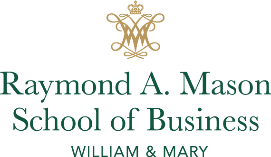 Raymond A. Mason
School of Business
WILLIAM & MARY